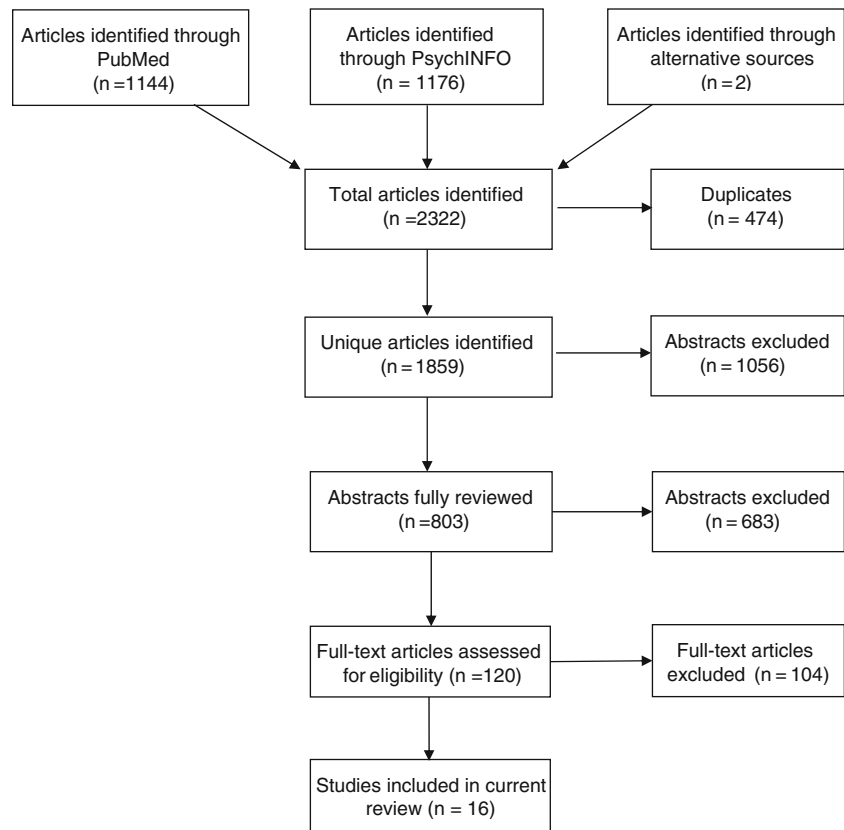 Articles identified through
PubMed
(n =1144)
Articles identified
through PsychINFO
(n = 1176)
Articles identified through
alternative sources
(n = 2)
Total articles identified
(n =2322)
Duplicates
(n = 474)
Unique articles identified
(n = 1859)
Abstracts excluded
(n = 1056)
Abstracts fully reviewed
(n =803)
Abstracts excluded
(n = 683)
Full-text articles assessed
for eligibility (n =120)
Full-text articles
excluded (n = 104)
Studies included in current
review (n = 16)